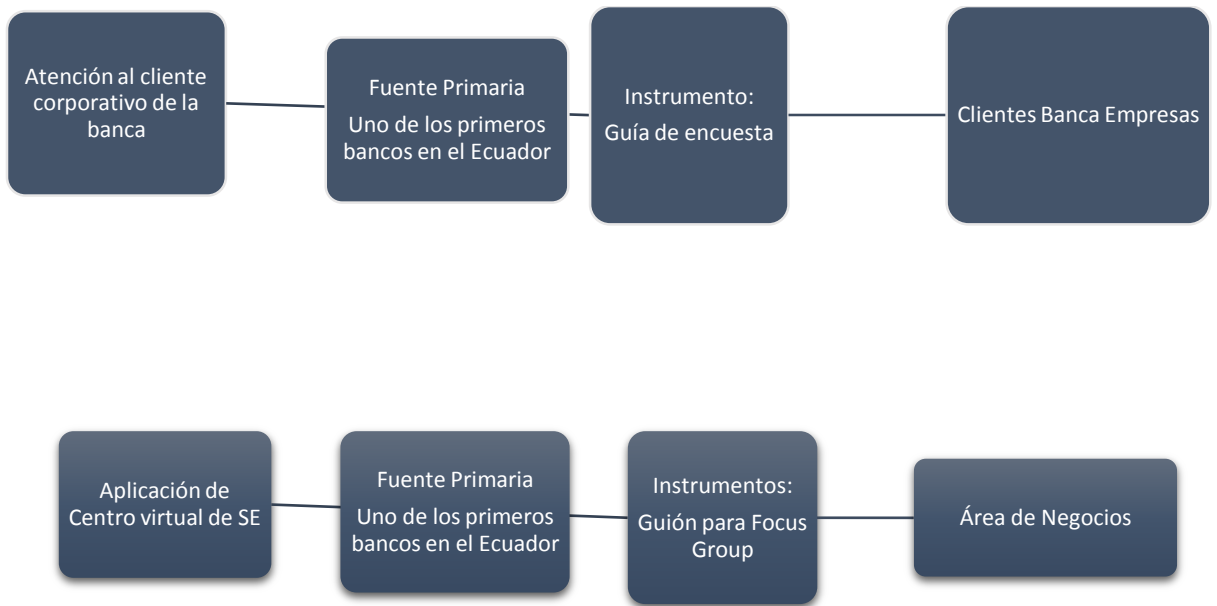 Atención al cliente
corporativo de la
banca
Fuente Primaria
Uno de los primeros
bancos en el Ecuador
Instrumento:
Guía de encuesta
Clientes Banca Empresas
Aplicación de
Centro virtual de SE
Fuente Primaria
Uno de los primeros
bancos en el Ecuador
Instrumentos:
Guión para Focus
Group
Área de Negocios